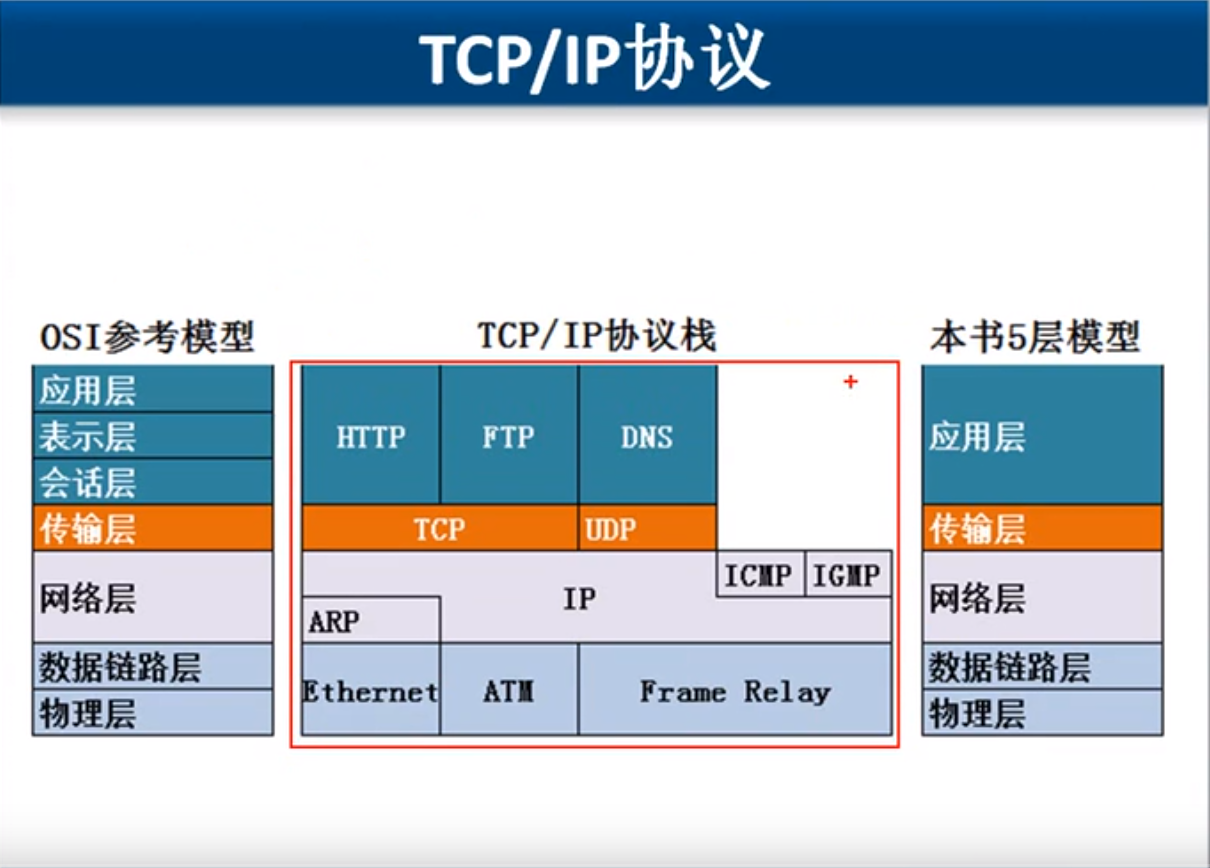 TCP/IP协议
OSI参考模型
应用层
表示层
会话层
传输层
网络层
数据链路层
物理层
TCP/IP协议栈
HTTP FTP DNS
TCP UDP
ICMP IGMP
IP
ARP
Ethernet ATM Frame Relay
本书5层模型
应用层
传输层
网络层
数据链路层
物理层